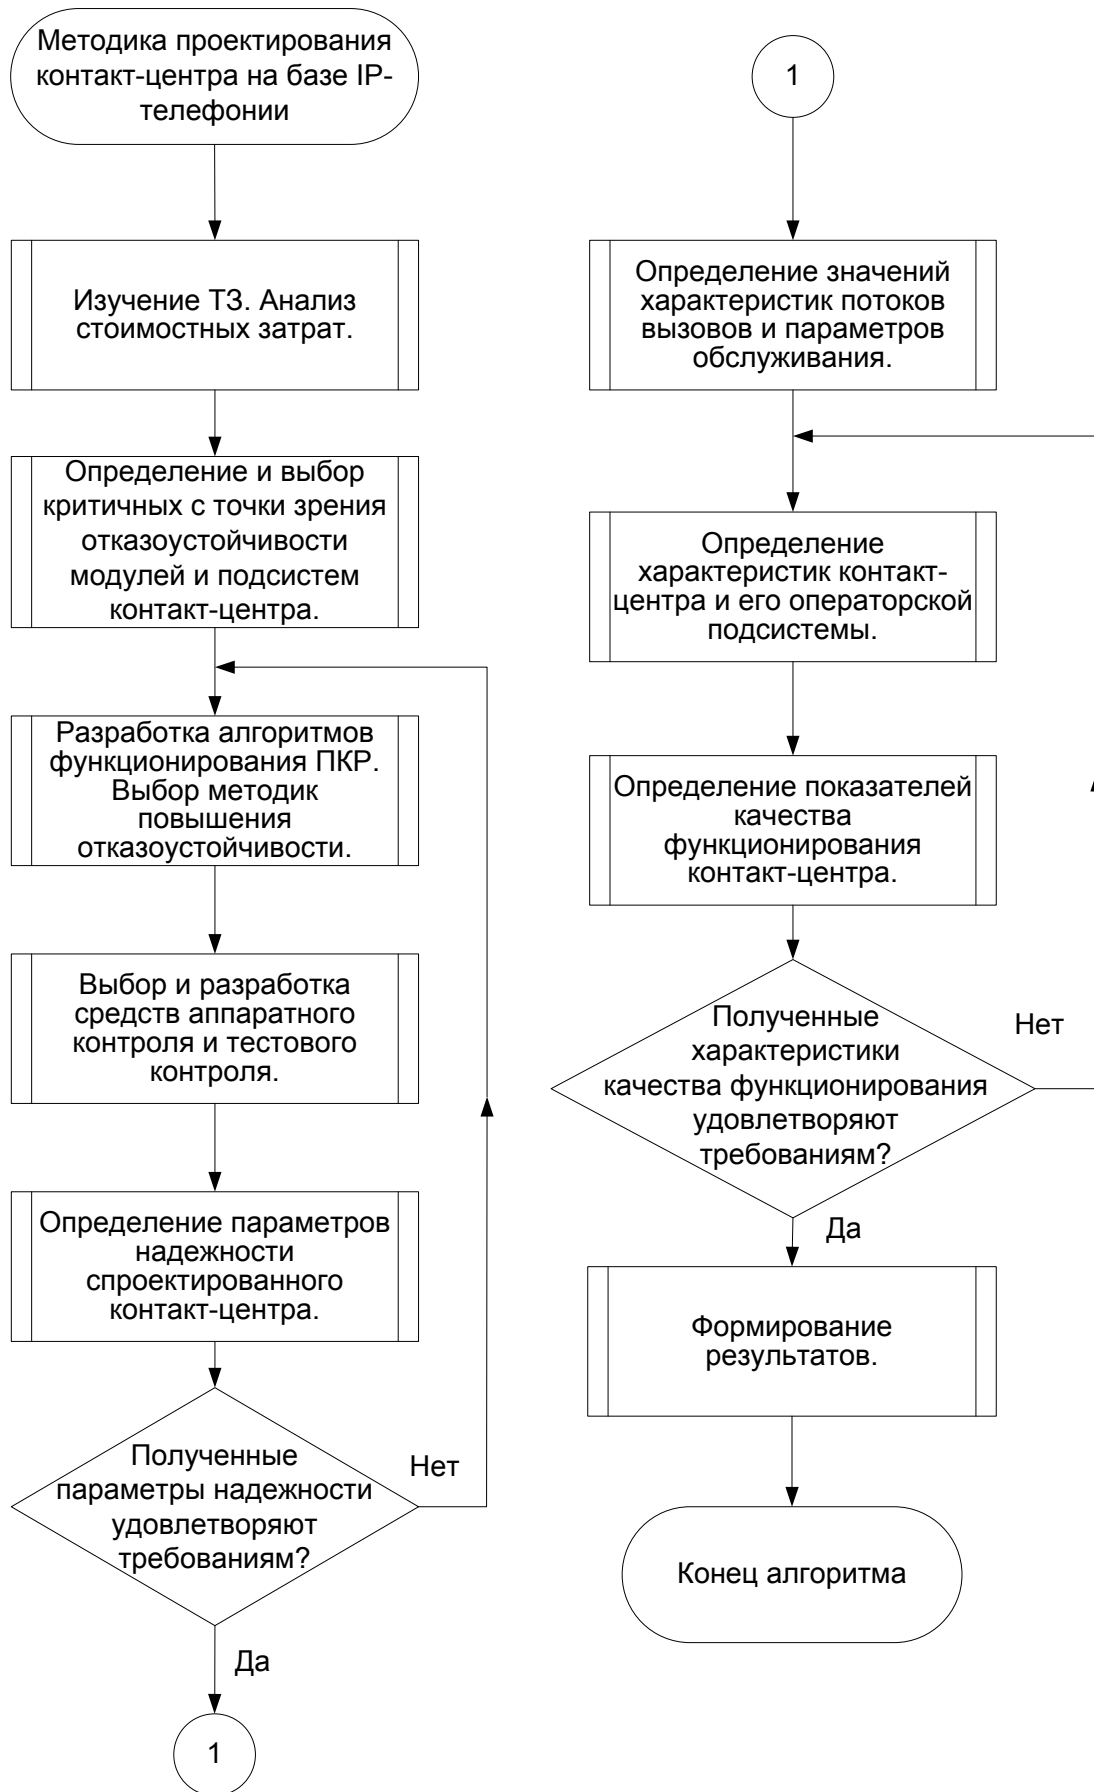 Методика проектирования
контакт-центра на базе IP-
телефонии
Изучение ТЗ. Анализ
стоимостных затрат.
Определение и выбор
критичных с точки зрения
отказоустойчивости
модулей и подсистем
контакт-центра.
Разработка алгоритмов
функционирования ПКР.
Выбор методик
повышения
отказоустойчивости.
Выбор и разработка
средств аппаратного
контроля и тестового
контроля.
Определение параметров
надежности
спроектированного
контакт-центра.
Полученные
параметры надежности
удовлетворяют
требованиям?
Нет
Да
1
1
Определение значений
характеристик потоков
вызовов и параметров
обслуживания.
Определение
характеристик контакт-
центра и его операторской
подсистемы.
Определение показателей
качества
функционирования
контакт-центра.
Полученные
характеристики
качества функционирования
удовлетворяют
требованиям?
Нет
Да
Формирование
результатов.
Конец алгоритма